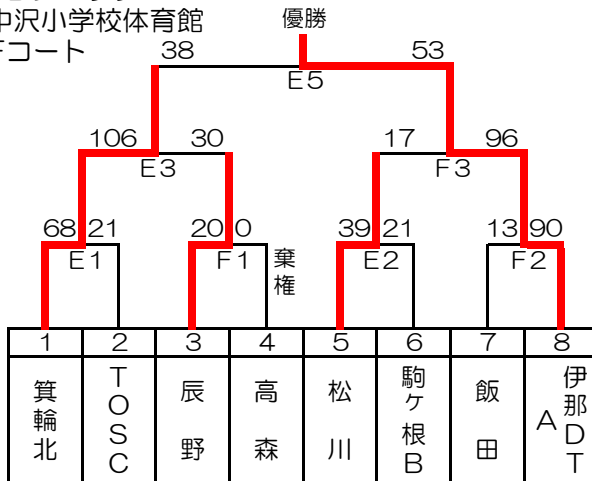 中沢小学校体育館
Fコート
優勝
38 53
E5
106 30 17 96
E3 F3
68 21 20 0 39 21 13 90
E1 F1 E2 F2
棄権
1 2 3 4 5 6 7 8
箕輪北
TOSC
辰野
高森
松川
駒ヶ根B
飯田
伊那DT
A